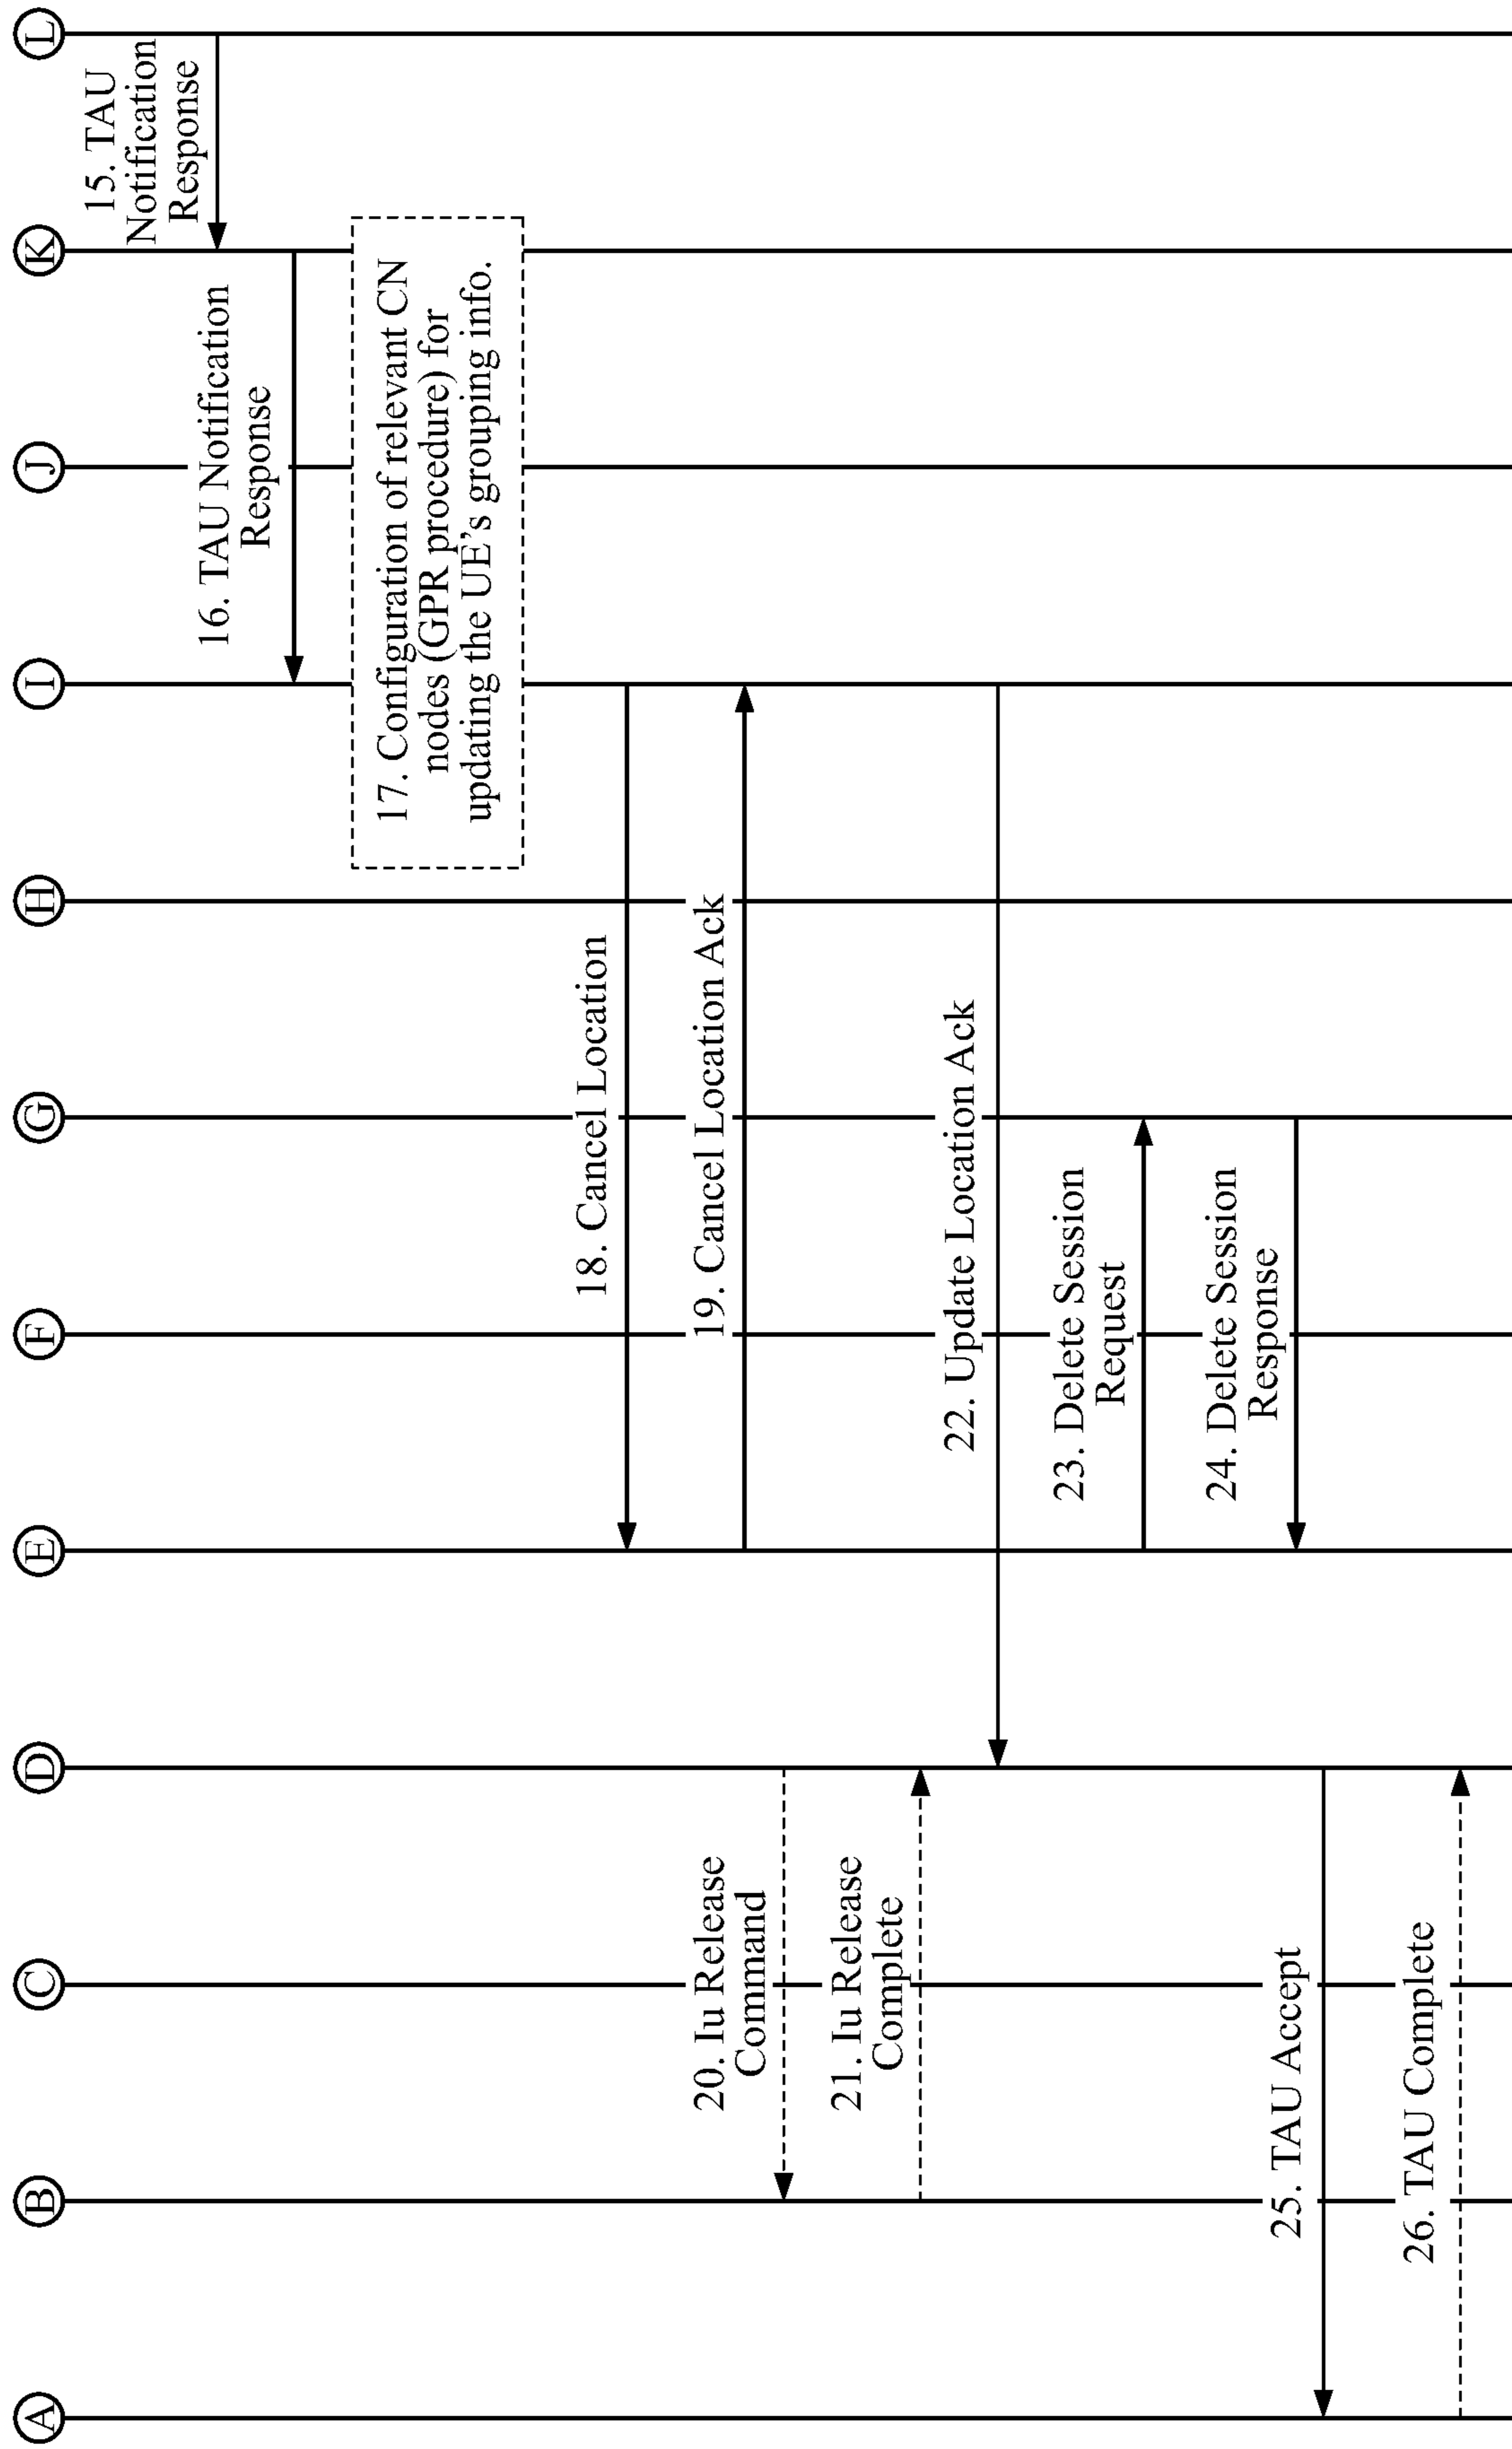 A
B
C
D
E
F
G
H
I
J
K
L
15. TAU
Notification
Response
16. TAU Notification
Response
17. Configuration of relevant CN
nodes (GPR procedure) for
updating the UE's grouping info.
18. Cancel Location
19. Cancel Location Ack
20. Iu Release
Command
21. Iu Release
Complete
22. Update Location Ack
23. Delete Session
Request
24. Delete Session
Response
25. TAU Accept
26. TAU Complete